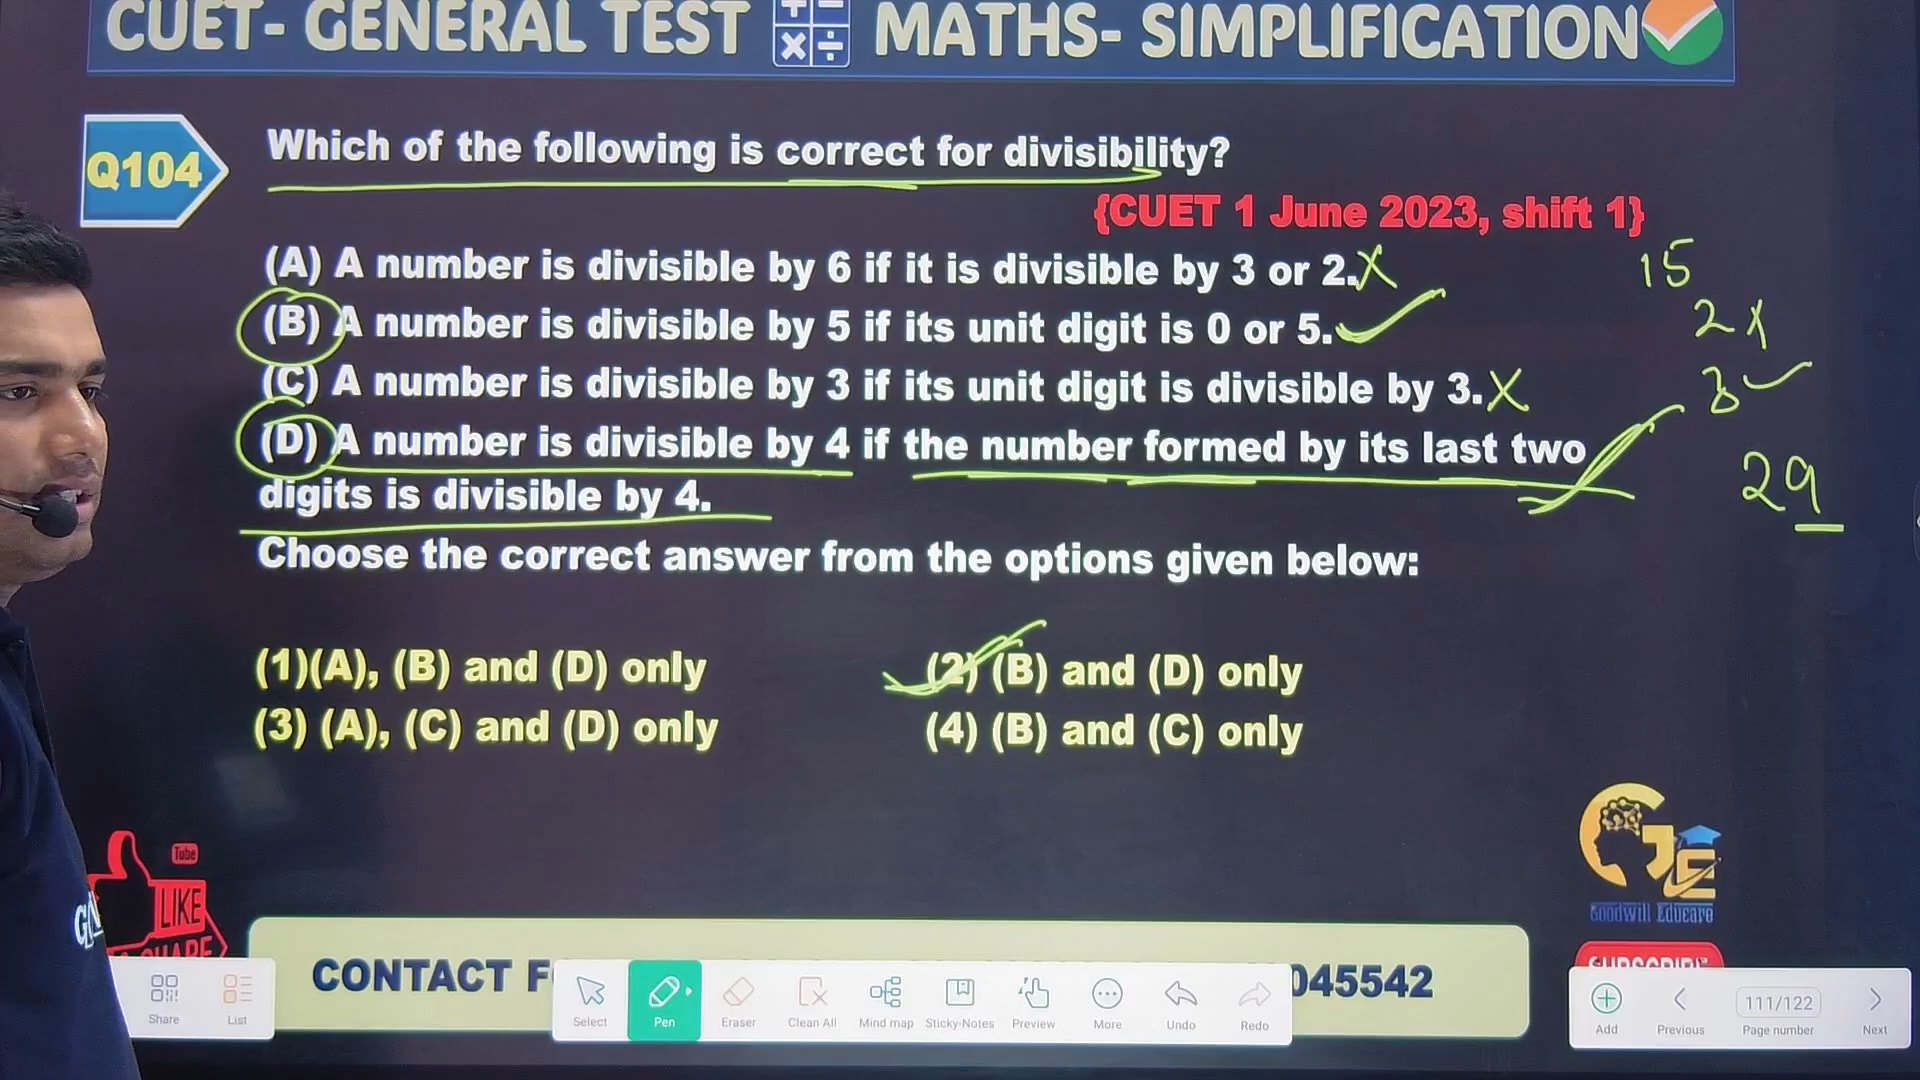 CUET- GENERAL TEST + − × ÷ MATHS- SIMPLIFICATION
Q104
Which of the following is correct for divisibility?
{CUET 1 June 2023, shift 1}
(A) A number is divisible by 6 if it is divisible by 3 or 2. X
(B) A number is divisible by 5 if its unit digit is 0 or 5.
(C) A number is divisible by 3 if its unit digit is divisible by 3. X
(D) A number is divisible by 4 if the number formed by its last two
digits is divisible by 4.
15
2 x
3
29
Choose the correct answer from the options given below:
(1)(A), (B) and (D) only
(2) (B) and (D) only
(3) (A), (C) and (D) only
(4) (B) and (C) only
Tube
LIKE
SHARE
GE
Goodwill Educare
SUBSCRIBE
CONTACT F
045542
Share
List
Select
Pen
Eraser
Clean All
Mind map
Sticky-Notes
Preview
More
Undo
Redo
Add
Previous
111/122
Page number
Next